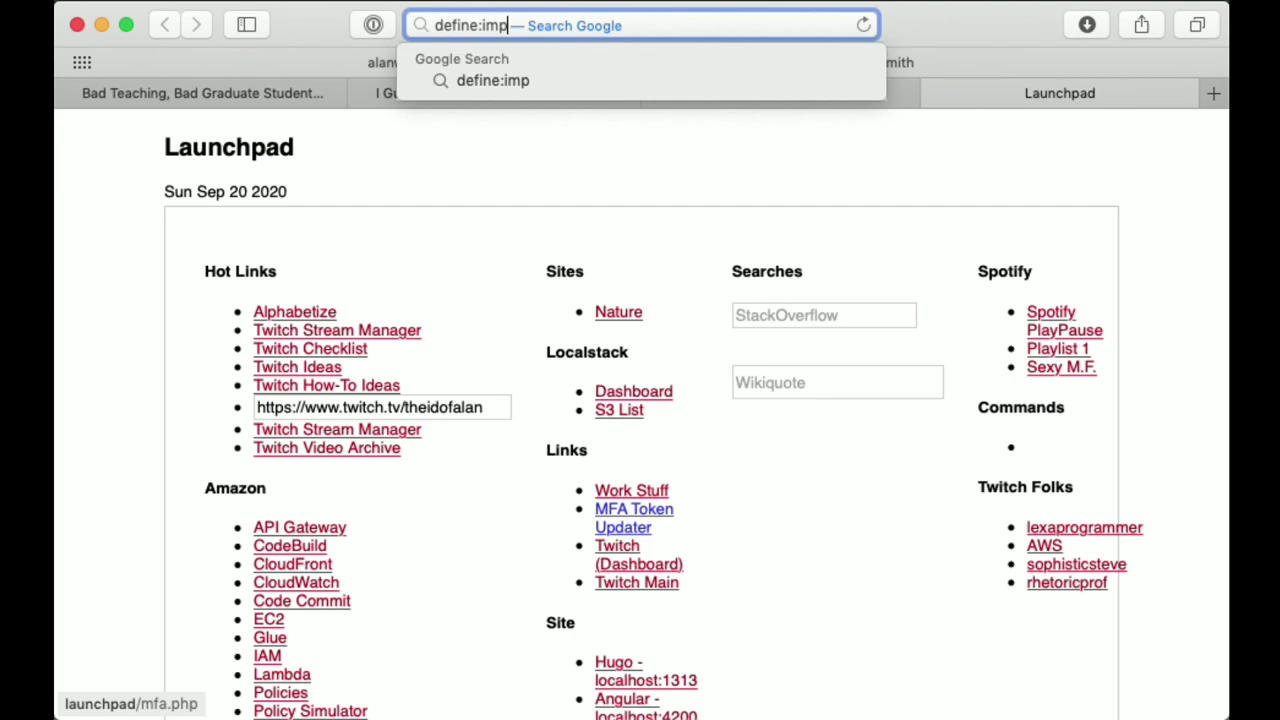 define:imp — Search Google
Google Search
define:imp
alanw
mith
Bad Teaching, Bad Graduate Student...
I Gu
Launchpad
Launchpad
Sun Sep 20 2020
Hot Links
Alphabetize
Twitch Stream Manager
Twitch Checklist
Twitch Ideas
Twitch How-To Ideas
https://www.twitch.tv/theidofalan
Twitch Stream Manager
Twitch Video Archive
Amazon
API Gateway
CodeBuild
CloudFront
CloudWatch
Code Commit
EC2
Glue
IAM
Lambda
Policies
Policy Simulator
Sites
Nature
Localstack
Dashboard
S3 List
Links
Work Stuff
MFA Token
Updater
Twitch
(Dashboard)
Twitch Main
Site
Hugo -
localhost:1313
Angular -
localhost:4200
Searches
StackOverflow
Wikiquote
Spotify
Spotify
PlayPause
Playlist 1
Sexy M.F.
Commands
Twitch Folks
lexaprogrammer
AWS
sophisticsteve
rhetoricprof
launchpad/mfa.php